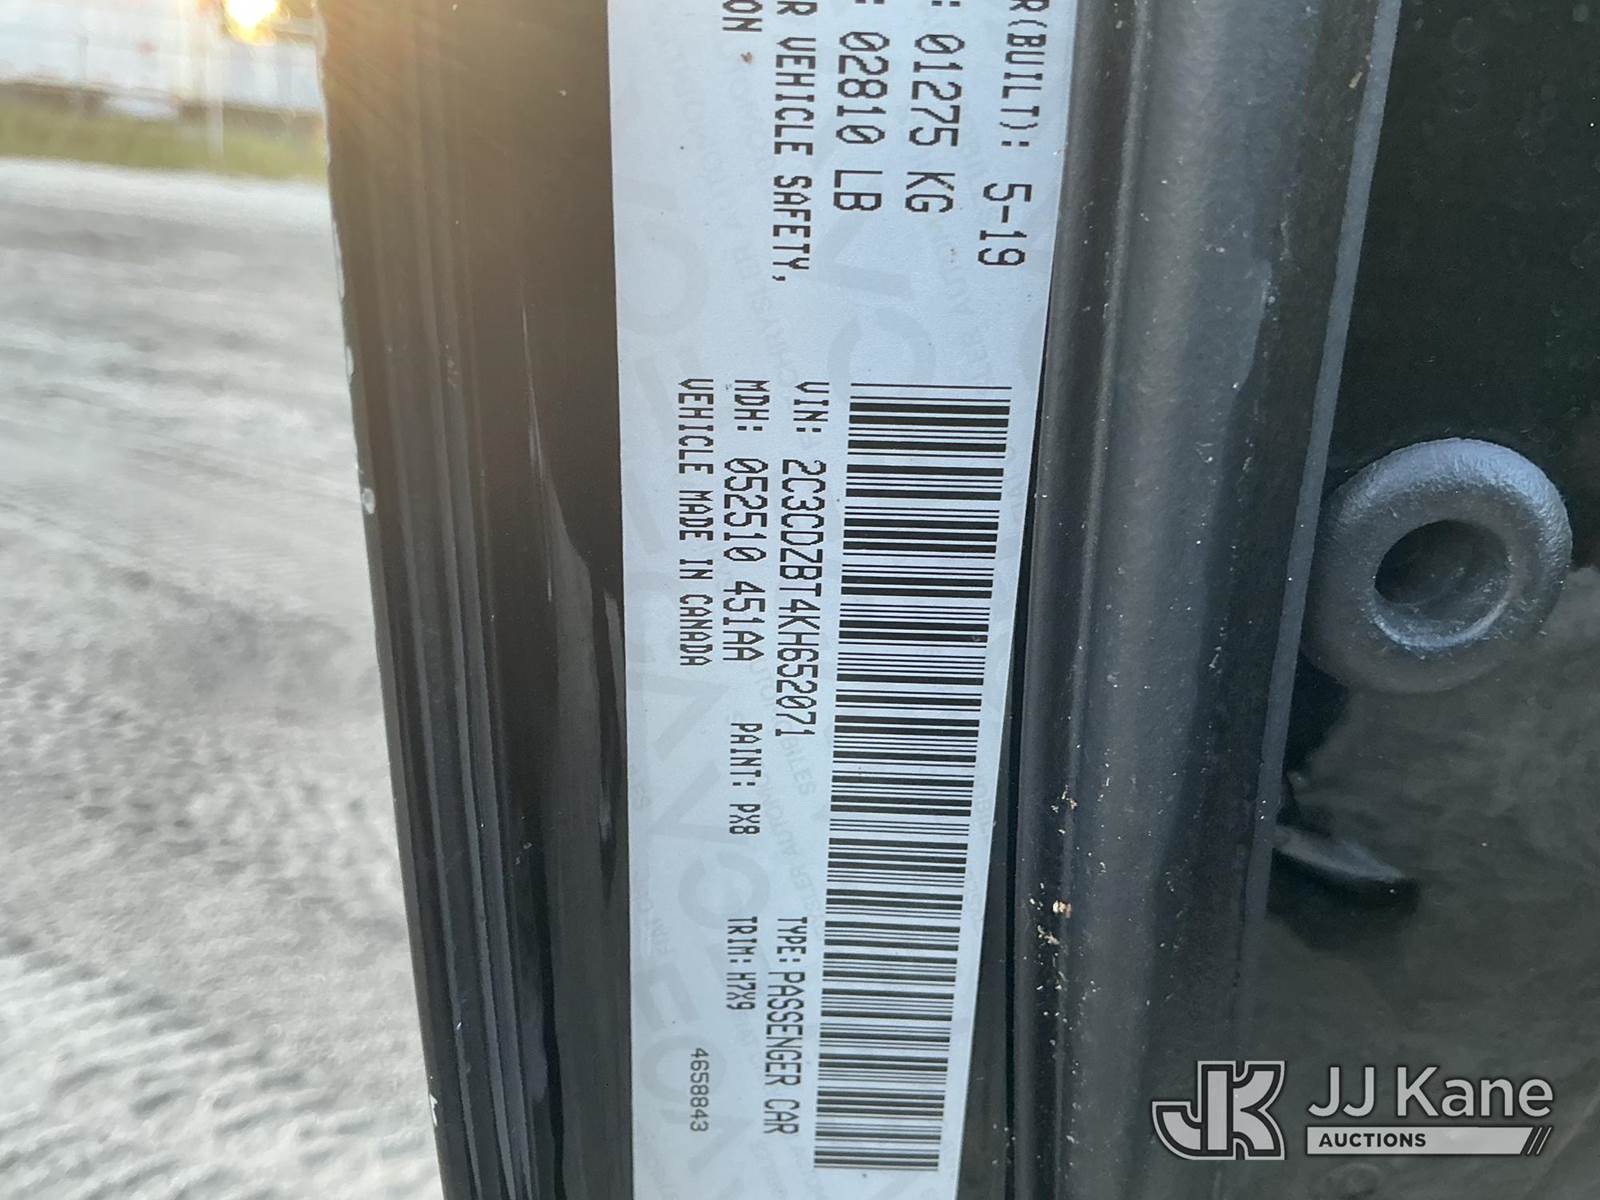 R(BUILT): 5-19
: 01275 KG
: 02810 LB
R VEHICLE SAFETY,
ON
VIN: 2C3CDZBT4KH652071
TYPE: PASSENGER CAR
MDH: 052510 451AA PAINT: PX8 TRIM: H7X9
VEHICLE MADE IN CANADA
4658843
JK JJ Kane
AUCTIONS